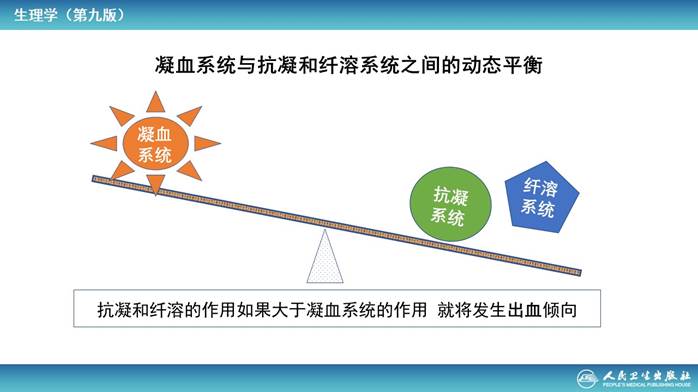 生理学（第九版）
凝血系统与抗凝和纤溶系统之间的动态平衡
凝血
系统
抗凝
系统
纤溶
系统
抗凝和纤溶的作用如果大于凝血系统的作用 就将发生出血倾向
人民卫生出版社
PEOPLE'S MEDICAL PUBLISHING HOUSE